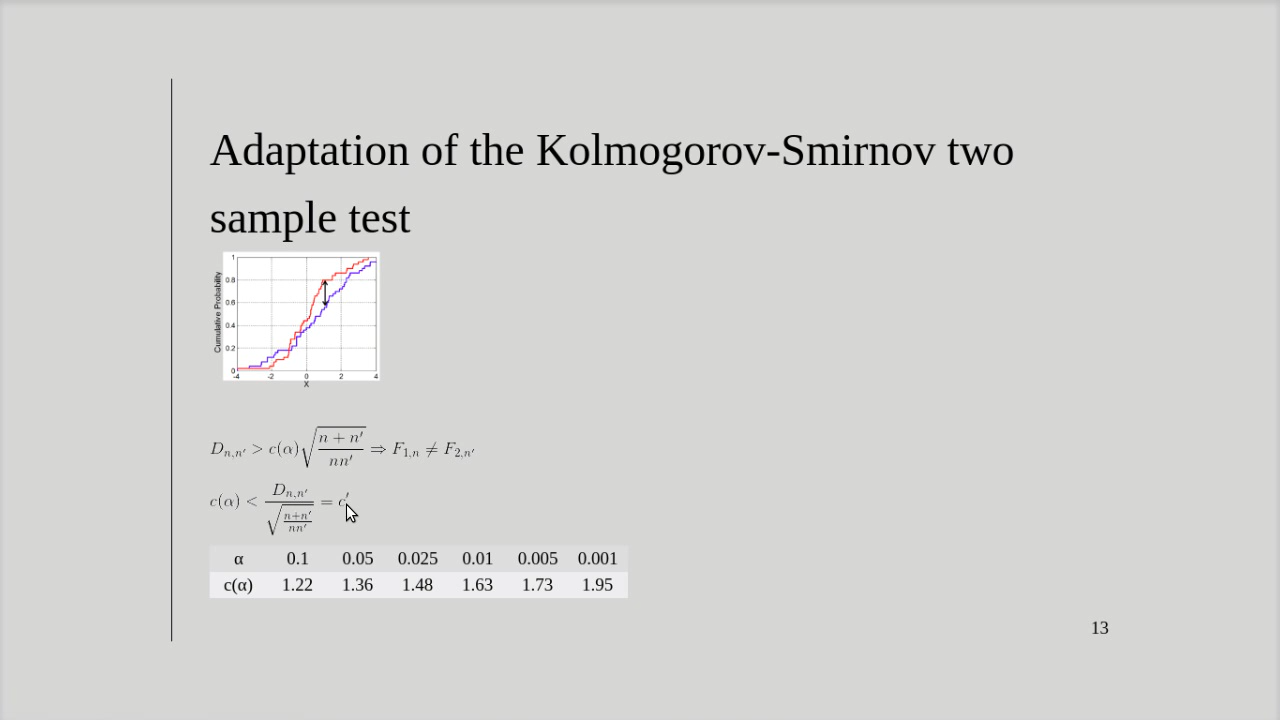 Adaptation of the Kolmogorov-Smirnov two
sample test
Cumulative Probability
1
0.8
0.6
0.4
0.2
0
-4 -2 0 2 4
X
D_{n,n'} > c(α)√((n + n')/(nn')) ⇒ F_{1,n} ≠ F_{2,n'}
c(α) < D_{n,n'}/√((n+n')/(nn')) = c'
α 0.1 0.05 0.025 0.01 0.005 0.001
c(α) 1.22 1.36 1.48 1.63 1.73 1.95
13